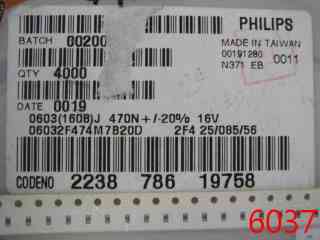 PHILIPS
BATCH 00200
MADE IN TAIWAN
00191280
N371 EB 0011
QTY 4000
DATE 0019
0603(1608)J 470N+/-20% 16V
06032F474M7B20D 2F4 25/085/56
CODENO 2238 786 19758
6037